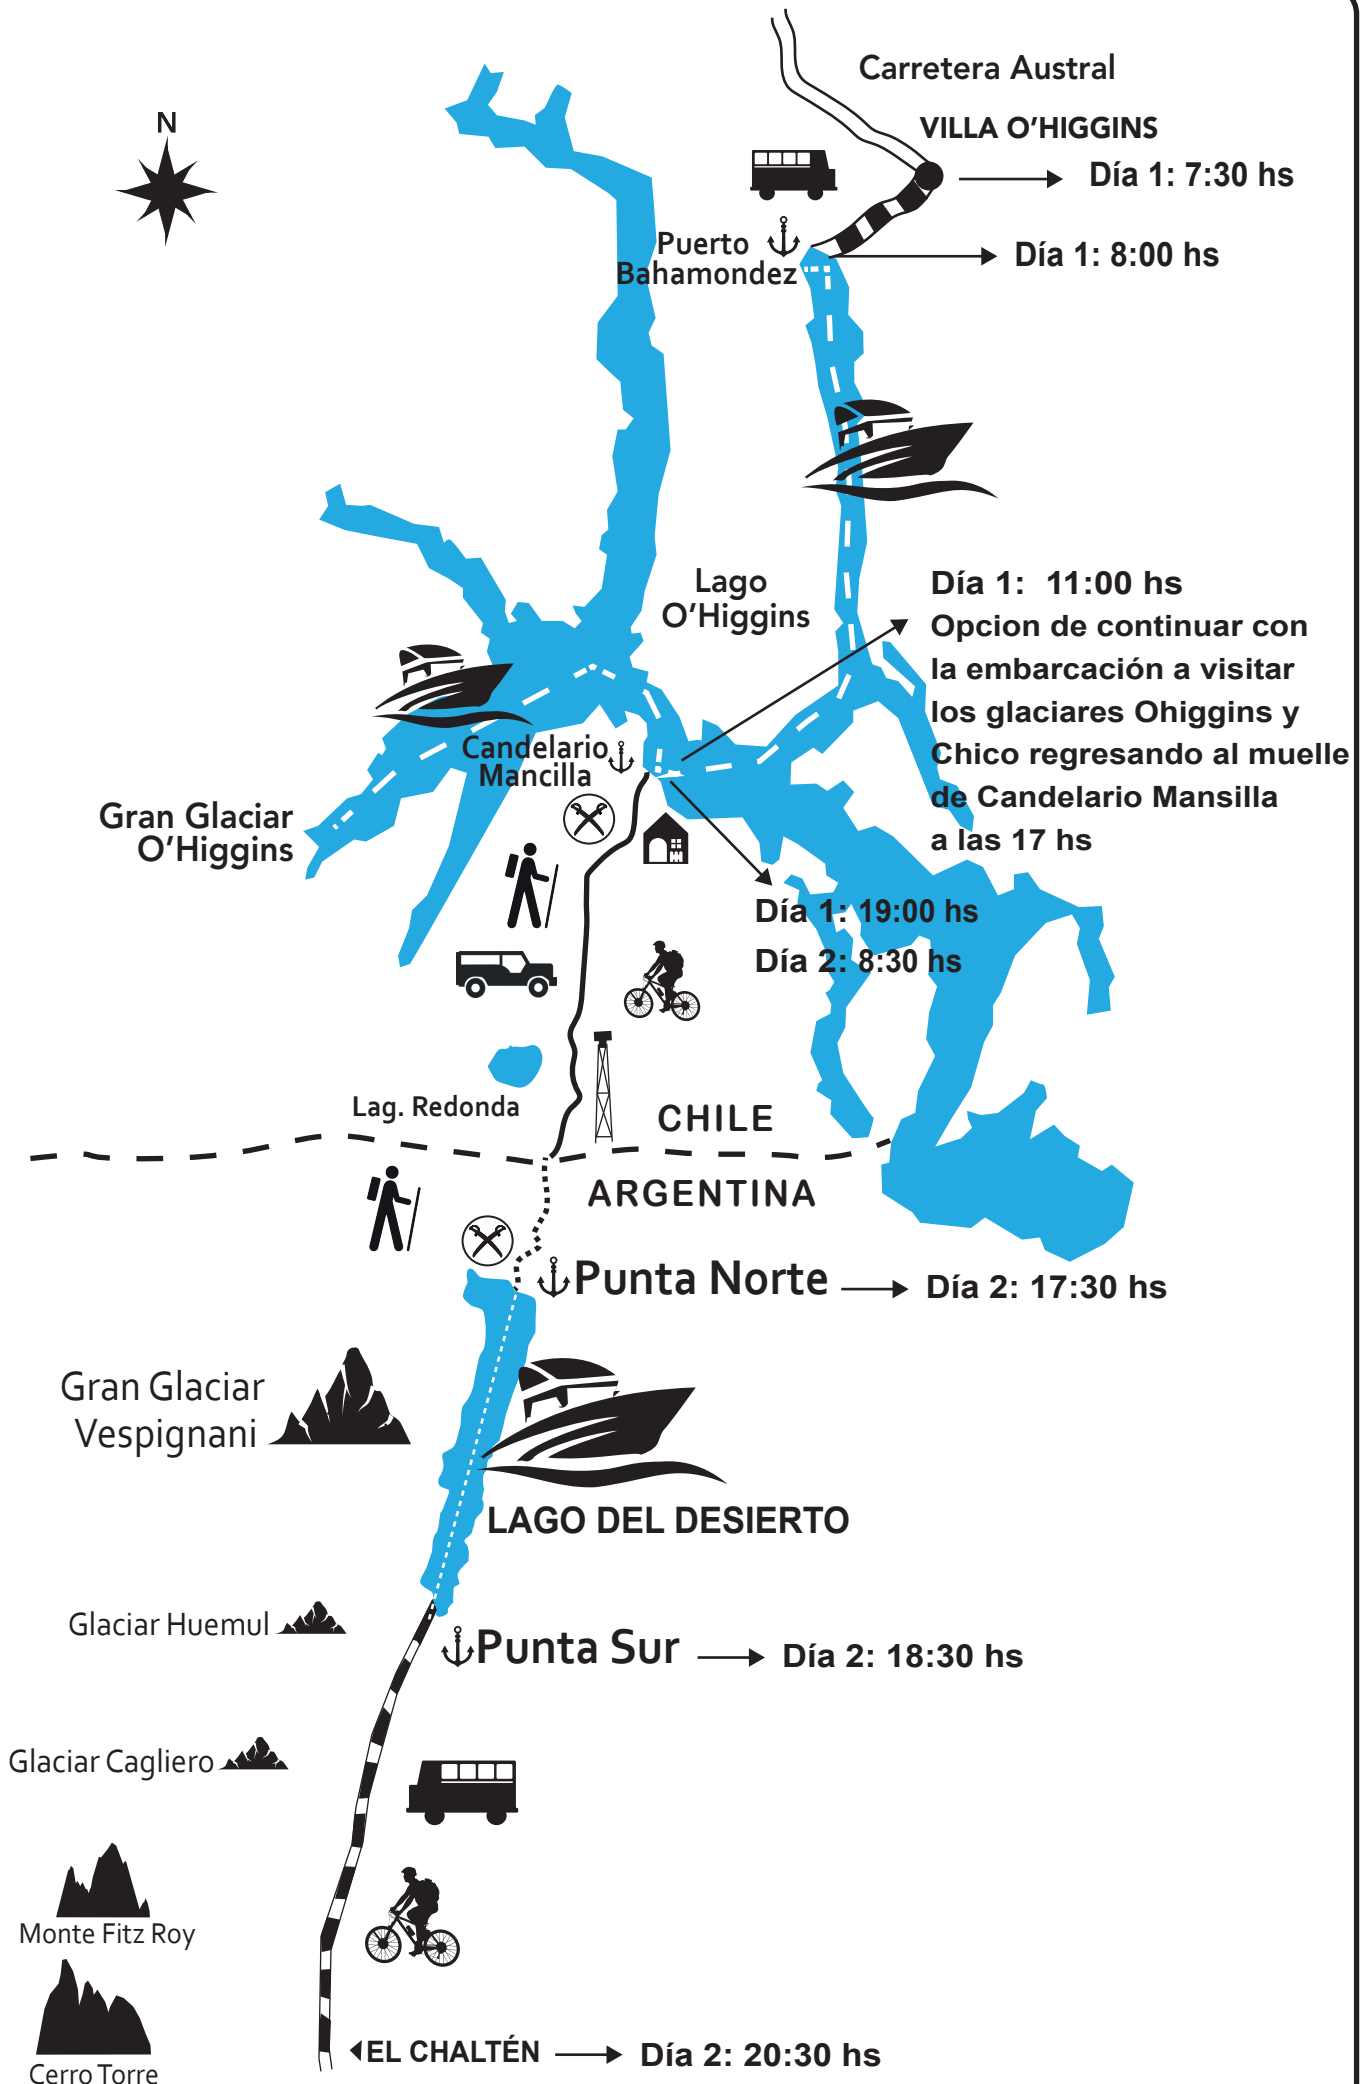 Carretera Austral
N
VILLA O'HIGGINS
Día 1: 7:30 hs
Puerto
Bahamondez
Día 1: 8:00 hs
Lago
O'Higgins
Día 1: 11:00 hs
Opcion de continuar con
la embarcación a visitar
los glaciares Ohiggins y
Chico regresando al muelle
de Candelario Mansilla
a las 17 hs
Candelario
Mancilla
Gran Glaciar
O'Higgins
Día 1: 19:00 hs
Día 2: 8:30 hs
Lag. Redonda
CHILE
ARGENTINA
Punta Norte
Día 2: 17:30 hs
Gran Glaciar
Vespignani
LAGO DEL DESIERTO
Glaciar Huemul
Punta Sur
Día 2: 18:30 hs
Glaciar Cagliero
Monte Fitz Roy
EL CHALTÉN
Día 2: 20:30 hs
Cerro Torre